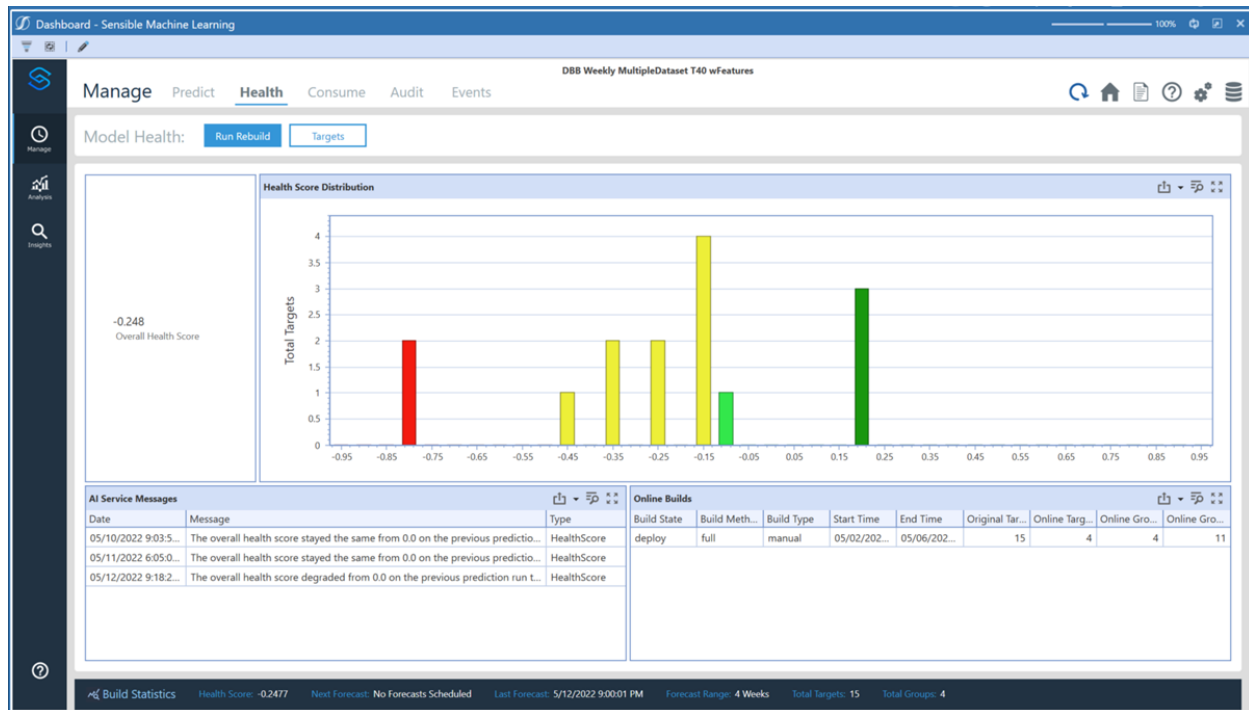 Dashboard - Sensible Machine Learning
100%
DBB Weekly MultipleDataset T40 wFeatures
Manage Predict Health Consume Audit Events
Manage
Analysis
Insights
Model Health: Run Rebuild Targets
-0.248
Overall Health Score
Health Score Distribution
Total Targets
4
3.5
3
2.5
2
1.5
1
0.5
0
-0.95 -0.85 -0.75 -0.65 -0.55 -0.45 -0.35 -0.25 -0.15 -0.05 0.05 0.15 0.25 0.35 0.45 0.55 0.65 0.75 0.85 0.95
AI Service Messages
Date Message Type
05/10/2022 9:03:5... The overall health score stayed the same from 0.0 on the previous predictio... HealthScore
05/11/2022 6:05:0... The overall health score stayed the same from 0.0 on the previous predictio... HealthScore
05/12/2022 9:18:2... The overall health score degraded from 0.0 on the previous prediction run t... HealthScore
Online Builds
Build State Build Meth... Build Type Start Time End Time Original Tar... Online Targ... Online Gro... Online Gro...
deploy full manual 05/02/202... 05/06/202... 15 4 4 11
Build Statistics Health Score: -0.2477 Next Forecast: No Forecasts Scheduled Last Forecast: 5/12/2022 9:00:01 PM Forecast Range: 4 Weeks Total Targets: 15 Total Groups: 4